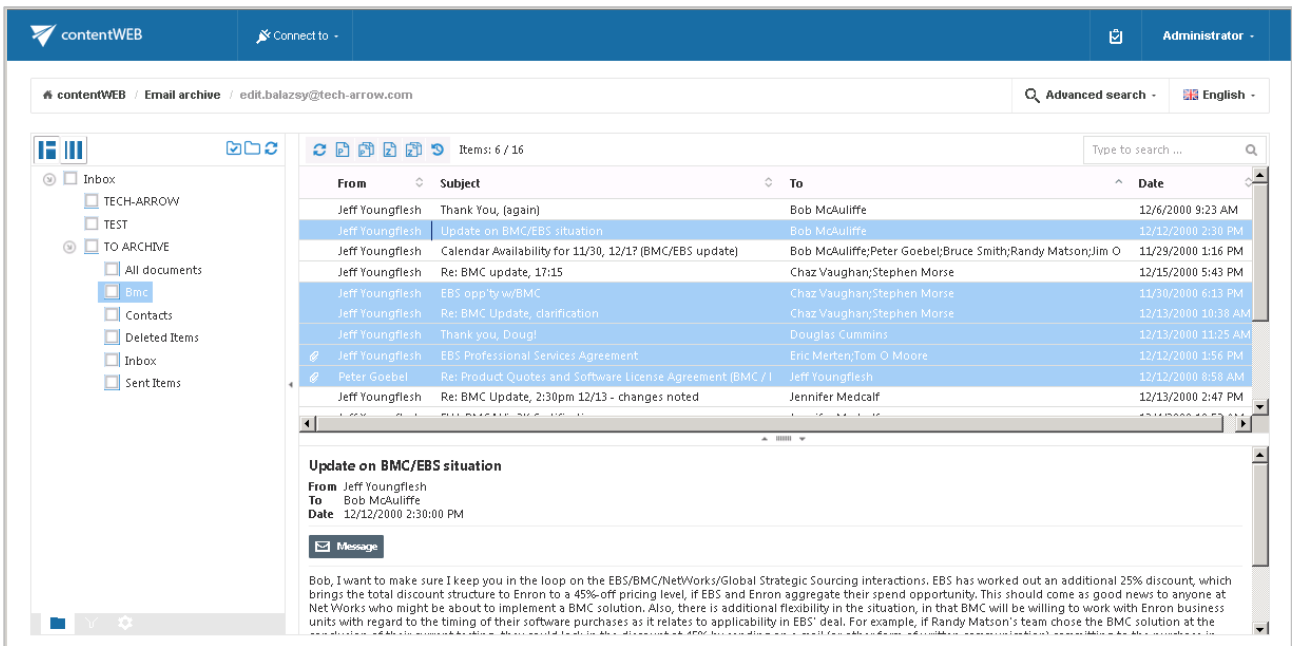 contentWEB Connect to Administrator
contentWEB / Email archive / edit.balazsy@tech-arrow.com Advanced search English
Items: 6 / 16 Type to search ...
Inbox
TECH-ARROW
TEST
TO ARCHIVE
All documents
Bmc
Contacts
Deleted Items
Inbox
Sent Items
From Subject To Date
Jeff Youngflesh Thank You, (again) Bob McAuliffe 12/6/2000 9:23 AM
Jeff Youngflesh Update on BMC/EBS situation Bob McAuliffe 12/12/2000 2:30 PM
Jeff Youngflesh Calendar Availability for 11/30, 12/1? (BMC/EBS update) Bob McAuliffe;Peter Goebel;Bruce Smith;Randy Matson;Jim O 11/29/2000 1:16 PM
Jeff Youngflesh Re: BMC update, 17:15 Chaz Vaughan;Stephen Morse 12/15/2000 5:43 PM
Jeff Youngflesh EBS opp'ty w/BMC Chaz Vaughan;Stephen Morse 11/30/2000 6:13 PM
Jeff Youngflesh Re: BMC Update, clarification Chaz Vaughan;Stephen Morse 12/13/2000 10:38 AM
Jeff Youngflesh Thank you, Doug! Douglas Cummins 12/13/2000 11:25 AM
Jeff Youngflesh EBS Professional Services Agreement Eric Merten;Tom O Moore 12/12/2000 1:56 PM
Peter Goebel Re: Product Quotes and Software License Agreement (BMC / Jeff Youngflesh 12/12/2000 8:58 AM
Jeff Youngflesh Re: BMC Update, 2:30pm 12/13 - changes noted Jennifer Medcalf 12/13/2000 2:47 PM
Update on BMC/EBS situation
From Jeff Youngflesh
To Bob McAuliffe
Date 12/12/2000 2:30:00 PM
Message
Bob, I want to make sure I keep you in the loop on the EBS/BMC/NetWorks/Global Strategic Sourcing interactions. EBS has worked out an additional 25% discount, which
brings the total discount structure to Enron to a 45%-off pricing level, if EBS and Enron aggregate their spend opportunity. This should come as good news to anyone at
Net Works who might be about to implement a BMC solution. Also, there is additional flexibility in the situation, in that BMC will be willing to work with Enron business
units with regard to the timing of their software purchases as it relates to applicability in EBS' deal. For example, if Randy Matson's team chose the BMC solution at the